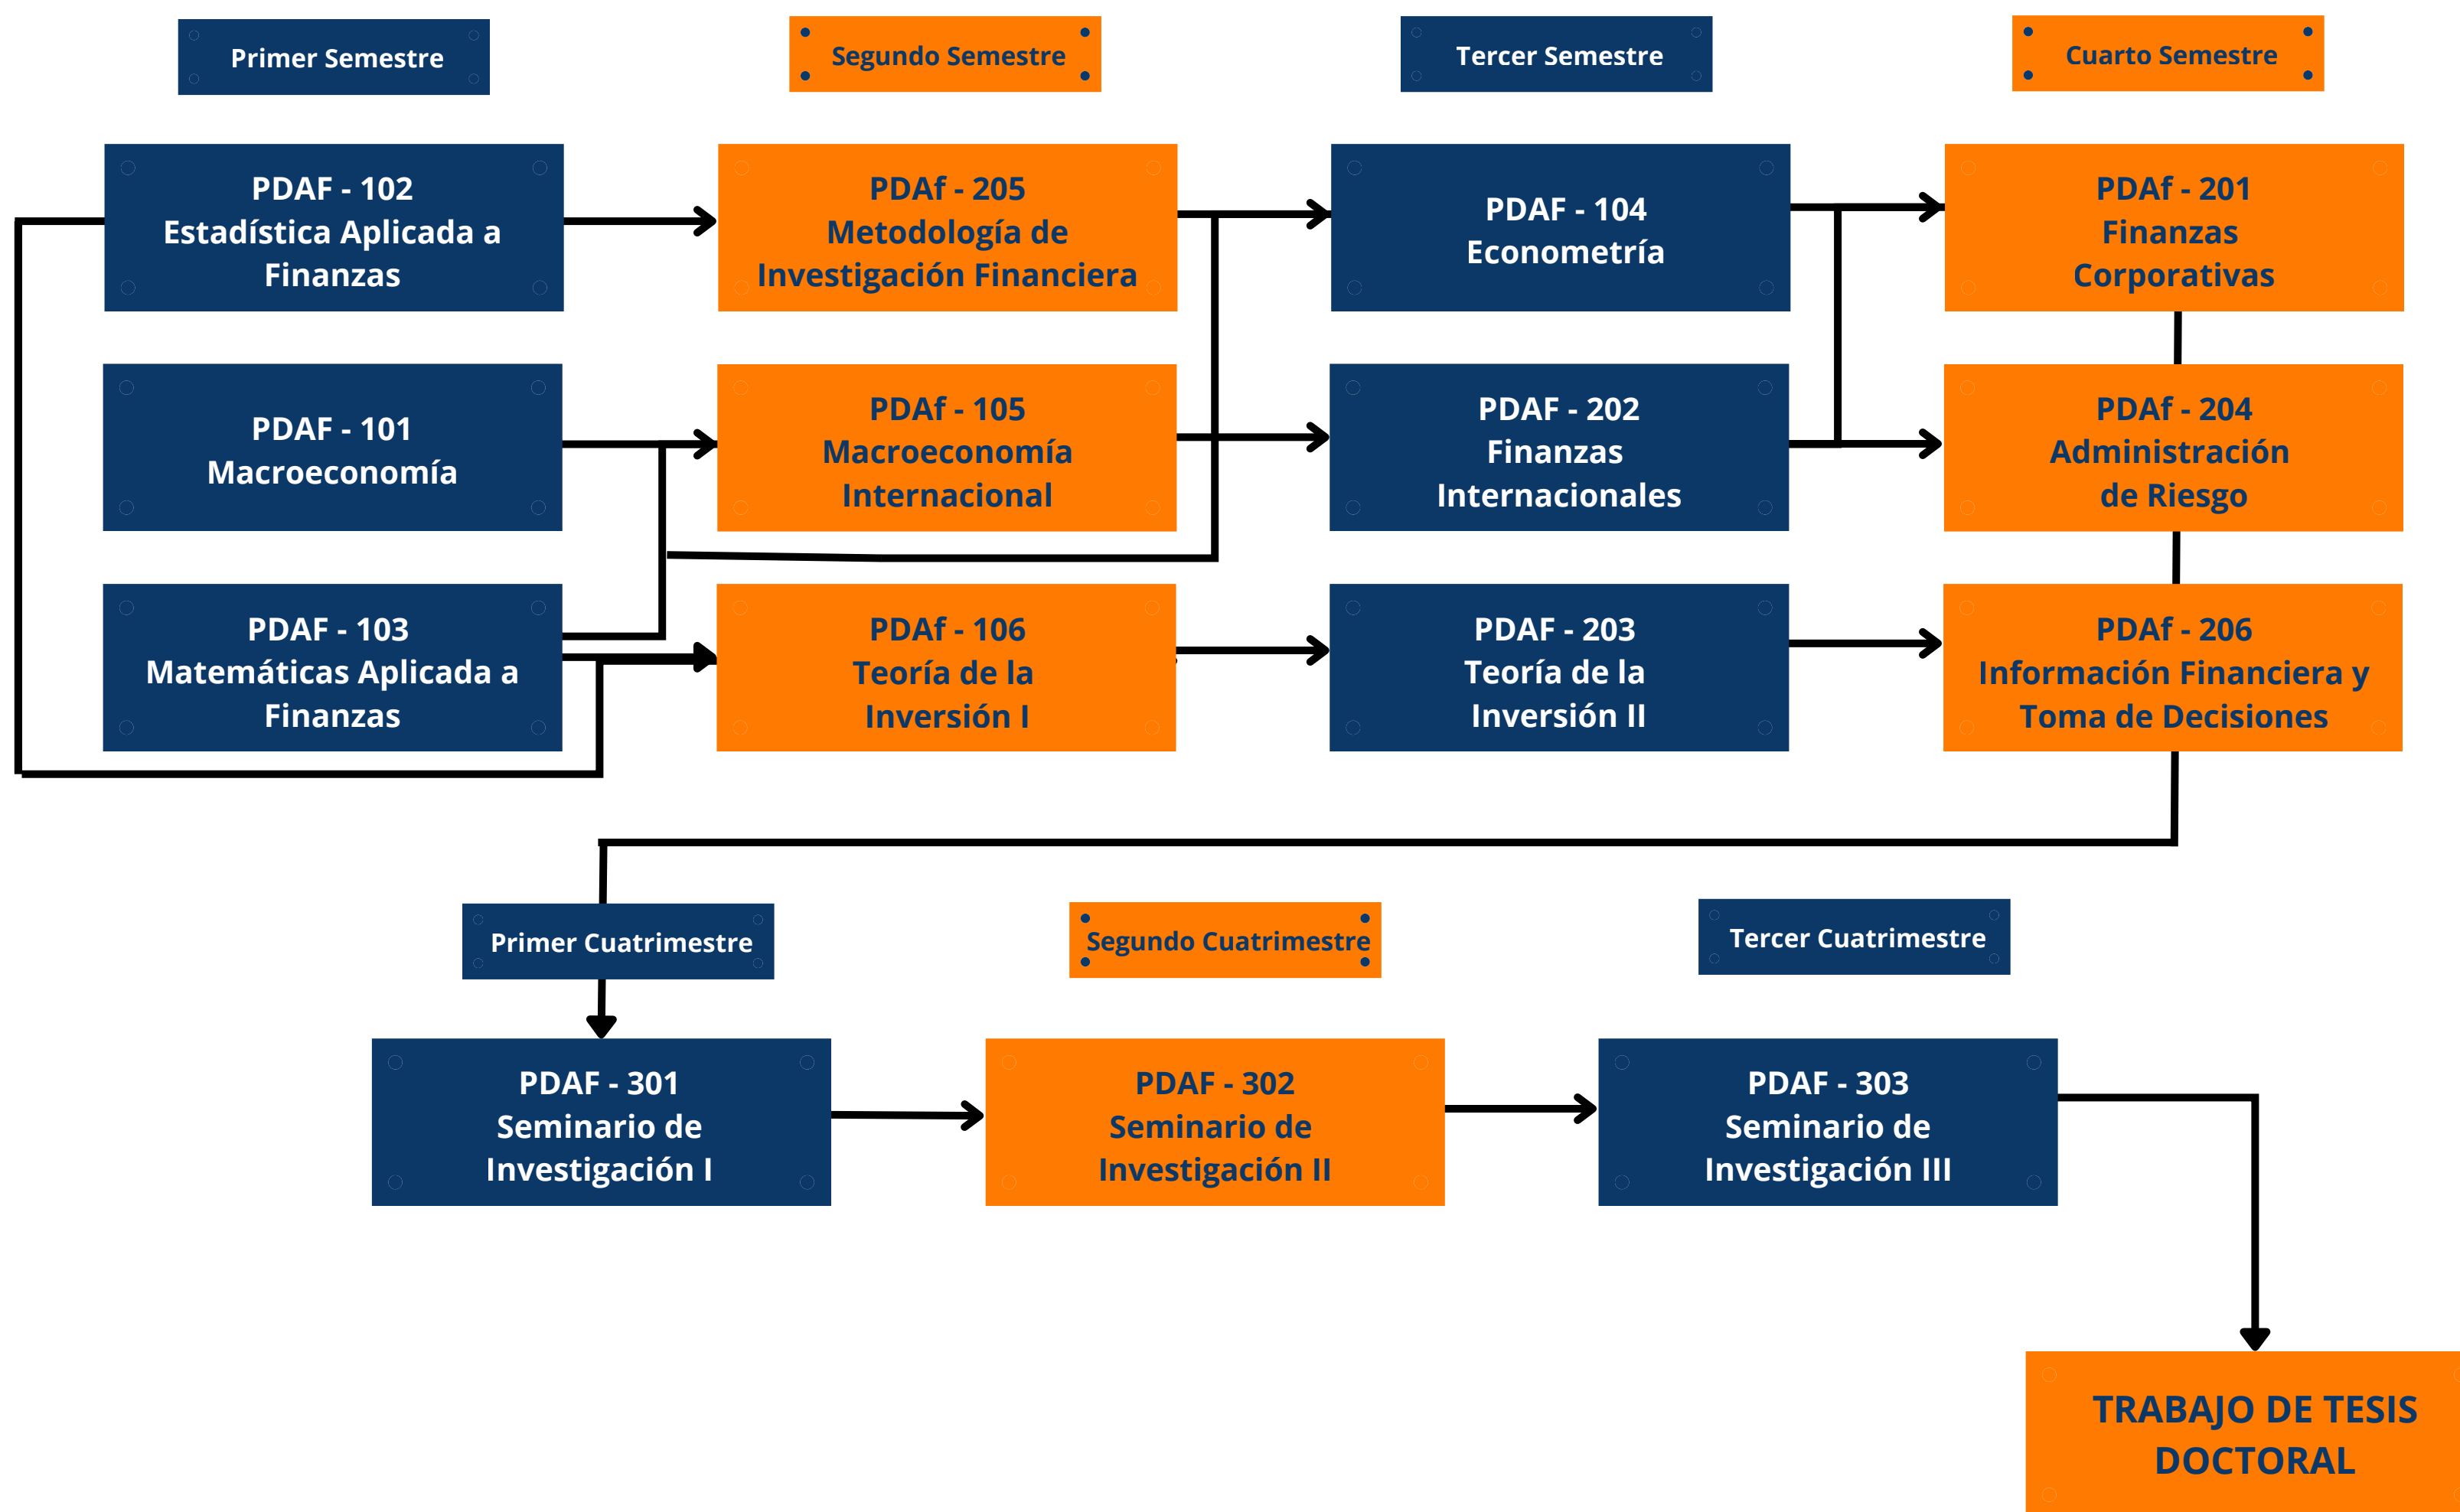 Primer Semestre
Segundo Semestre
Tercer Semestre
Cuarto Semestre
PDAF - 102
Estadística Aplicada a
Finanzas
PDAf - 205
Metodología de
Investigación Financiera
PDAF - 104
Econometría
PDAf - 201
Finanzas
Corporativas
PDAF - 101
Macroeconomía
PDAf - 105
Macroeconomía
Internacional
PDAF - 202
Finanzas
Internacionales
PDAf - 204
Administración
de Riesgo
PDAF - 103
Matemáticas Aplicada a
Finanzas
PDAf - 106
Teoría de la
Inversión I
PDAF - 203
Teoría de la
Inversión II
PDAf - 206
Información Financiera y
Toma de Decisiones
Primer Cuatrimestre
Segundo Cuatrimestre
Tercer Cuatrimestre
PDAF - 301
Seminario de
Investigación I
PDAF - 302
Seminario de
Investigación II
PDAF - 303
Seminario de
Investigación III
TRABAJO DE TESIS
DOCTORAL